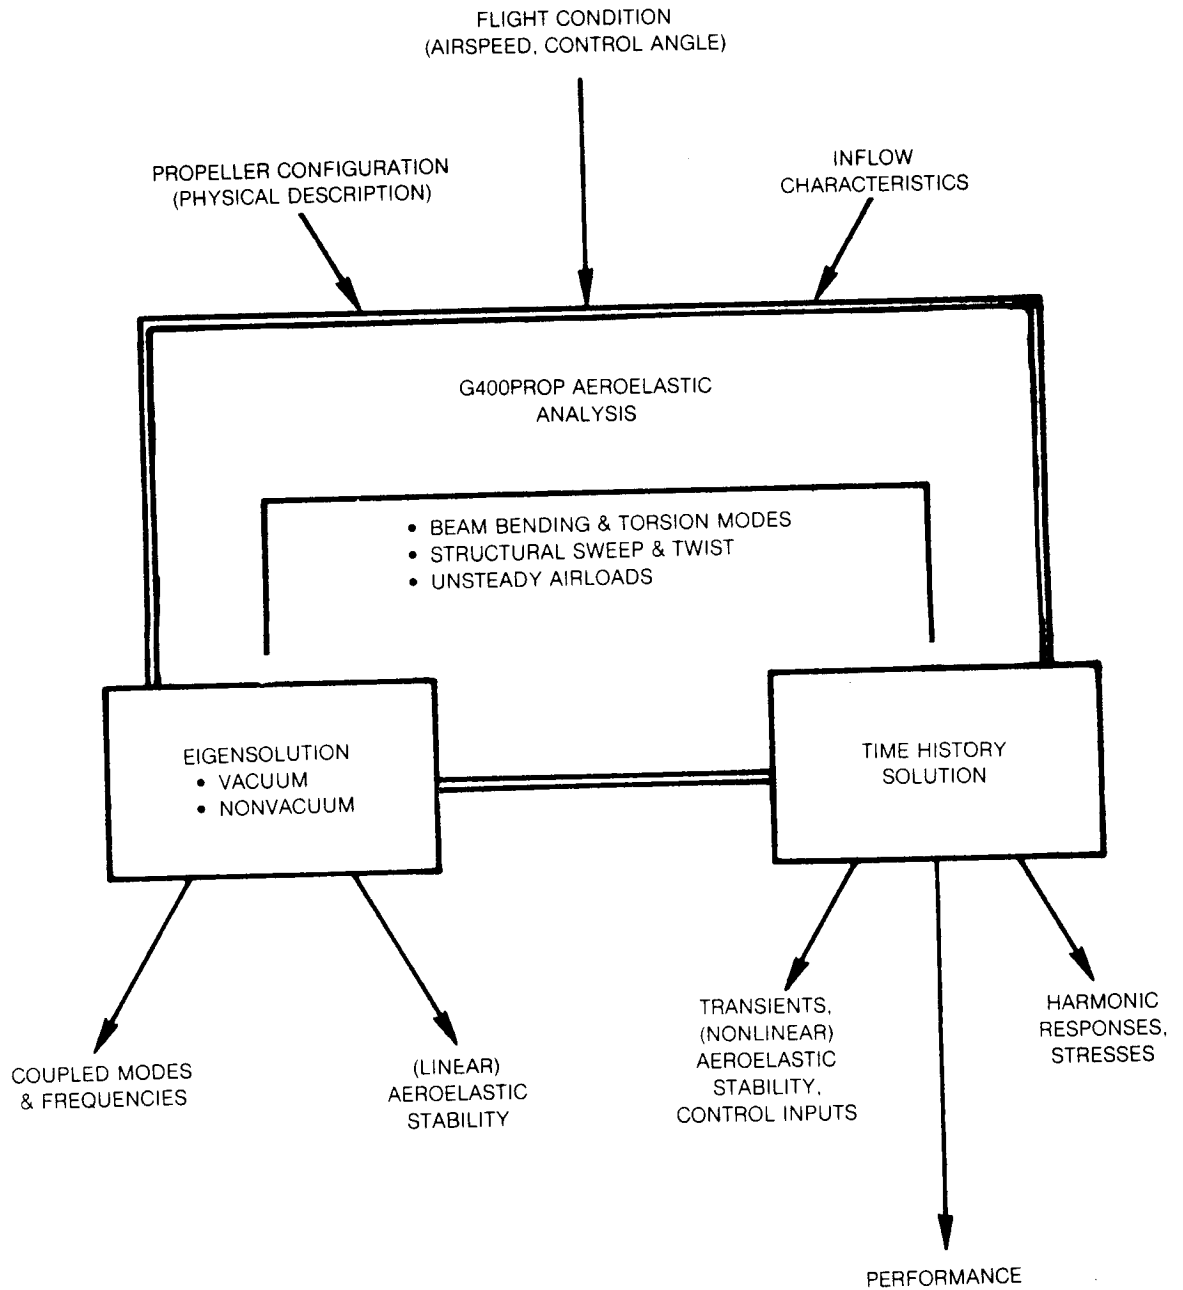 FLIGHT CONDITION
(AIRSPEED, CONTROL ANGLE)
PROPELLER CONFIGURATION
(PHYSICAL DESCRIPTION)
INFLOW
CHARACTERISTICS
G400PROP AEROELASTIC
ANALYSIS
• BEAM BENDING & TORSION MODES
• STRUCTURAL SWEEP & TWIST
• UNSTEADY AIRLOADS
EIGENSOLUTION
• VACUUM
• NONVACUUM
TIME HISTORY
SOLUTION
COUPLED MODES
& FREQUENCIES
(LINEAR)
AEROELASTIC
STABILITY
TRANSIENTS,
(NONLINEAR)
AEROELASTIC
STABILITY,
CONTROL INPUTS
HARMONIC
RESPONSES,
STRESSES
PERFORMANCE